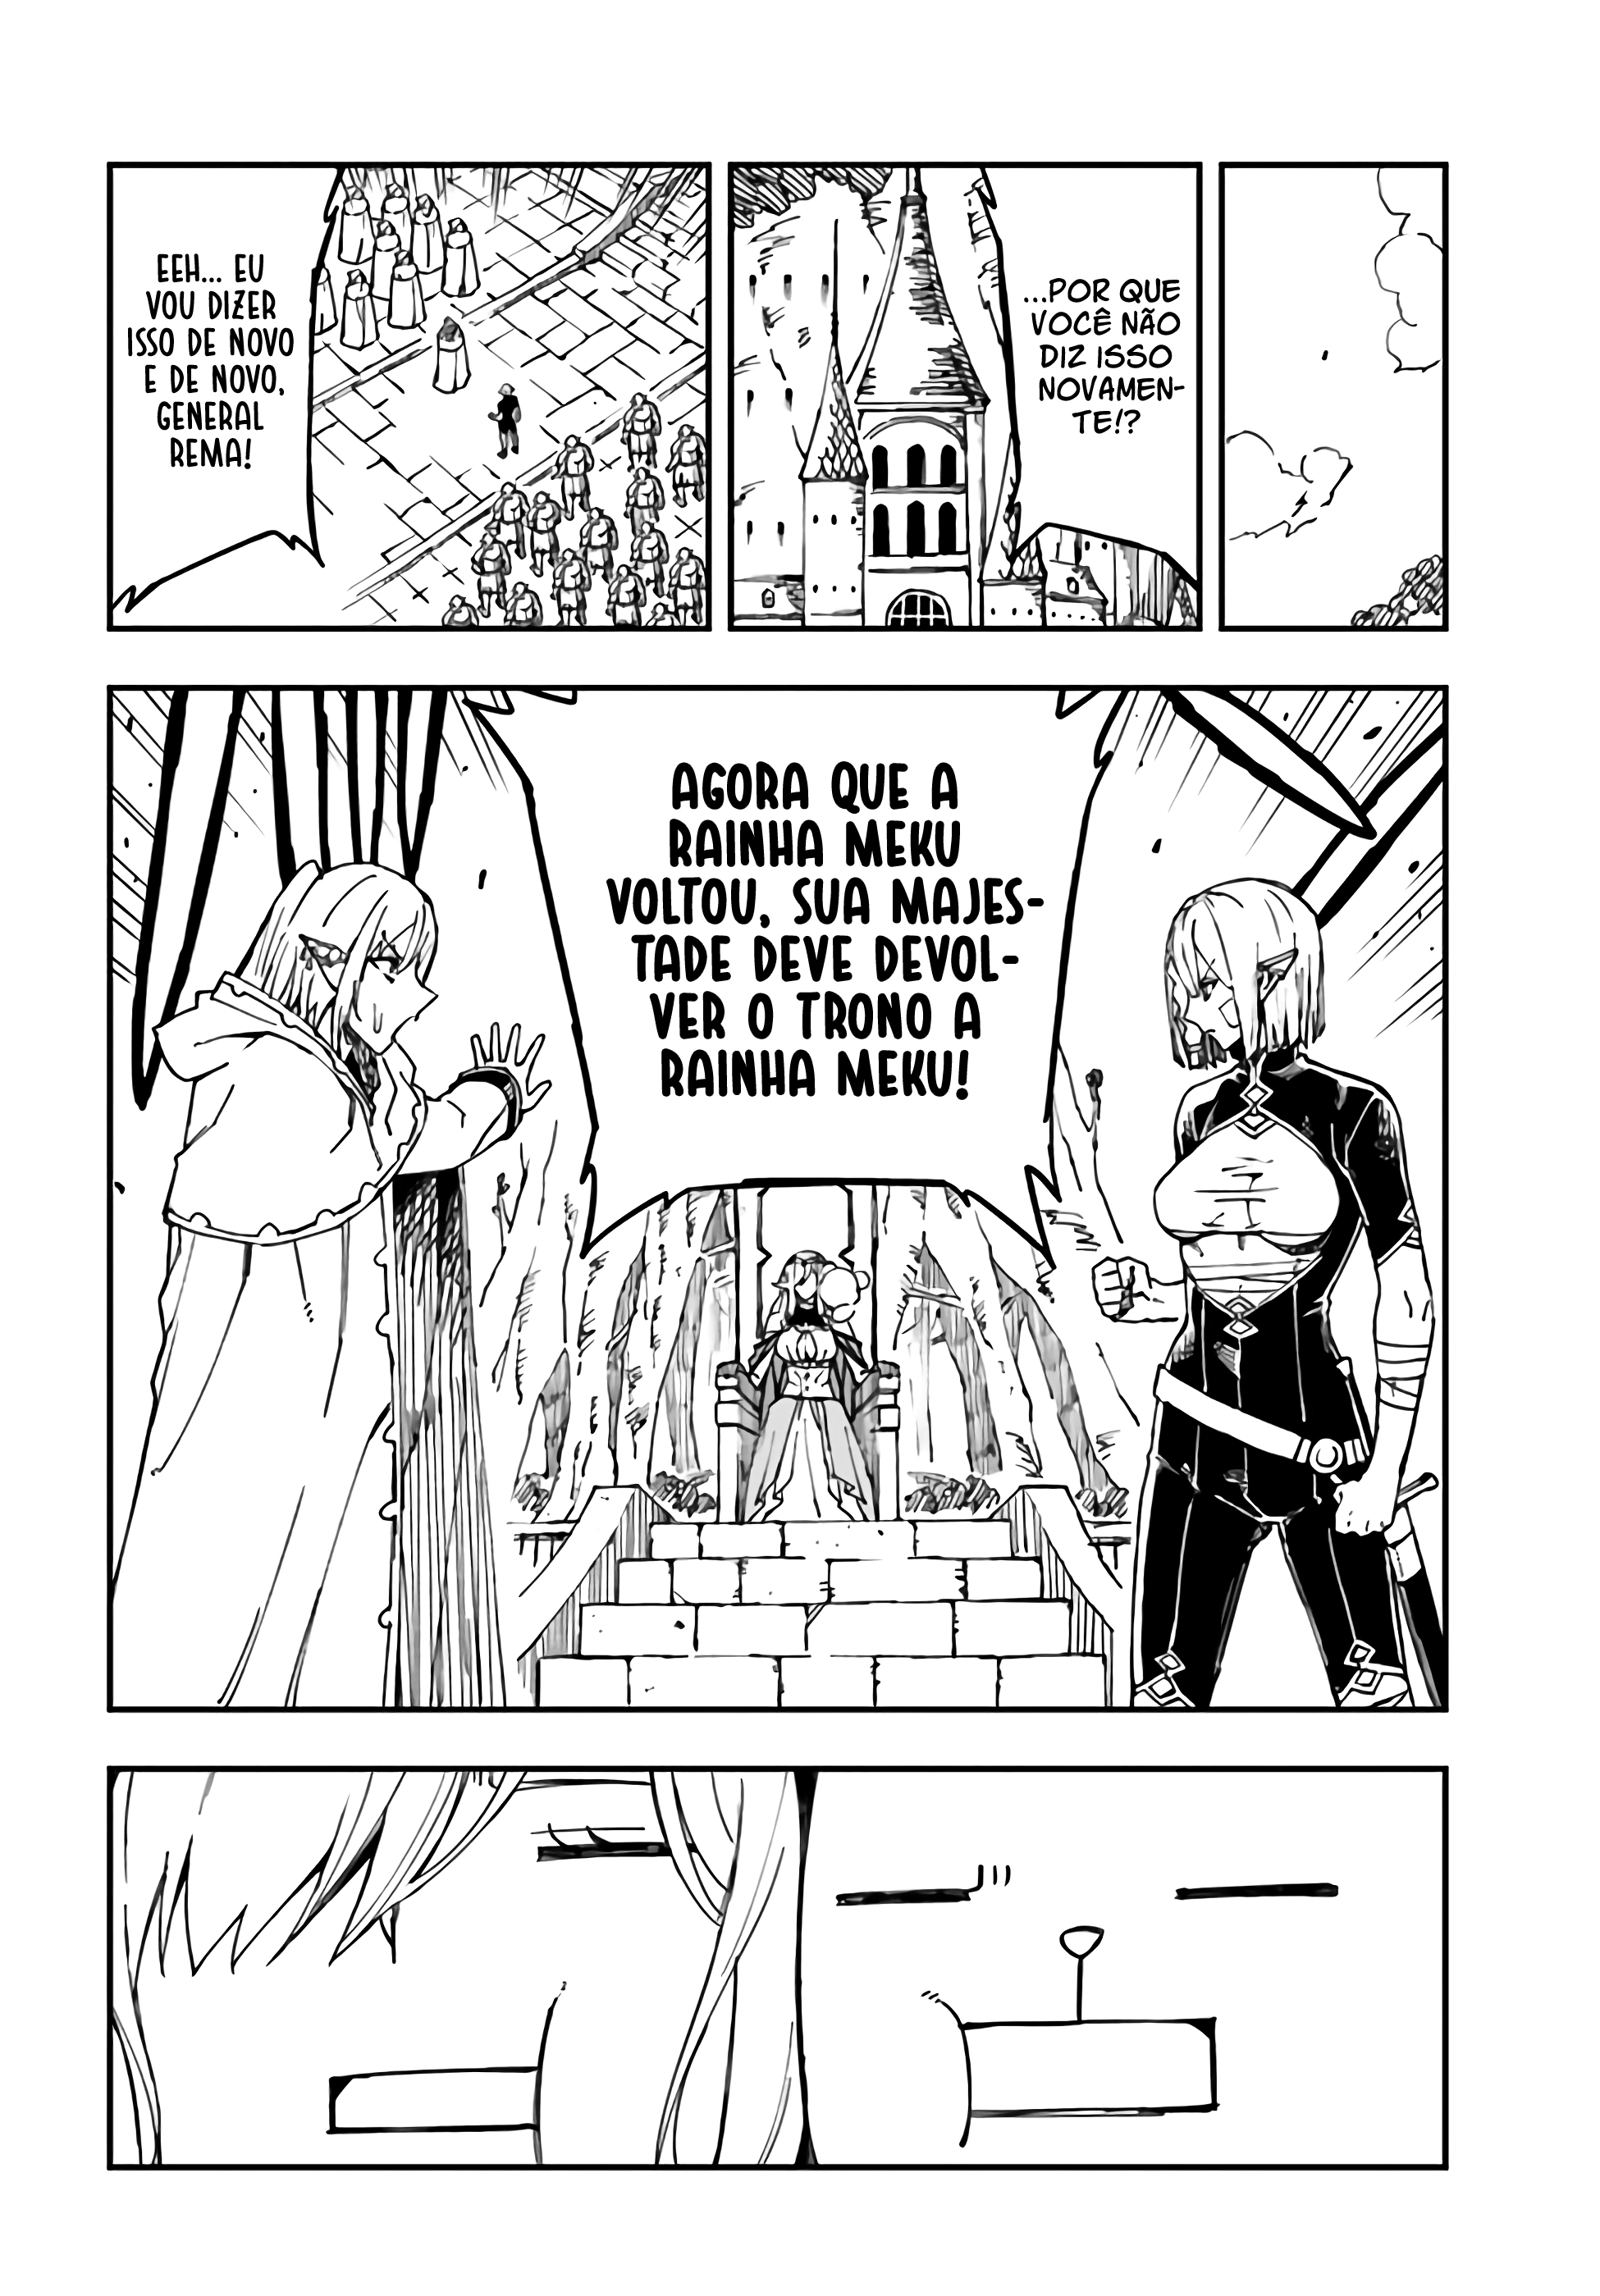 ...POR QUE
VOCÊ NÃO
DIZ ISSO
NOVAMEN-
TE!?
EEH... EU
VOU DIZER
ISSO DE NOVO
E DE NOVO,
GENERAL
REMA!
AGORA QUE A
RAINHA MEKU
VOLTOU, SUA MAJES-
TADE DEVE DEVOL-
VER O TRONO A
RAINHA MEKU!